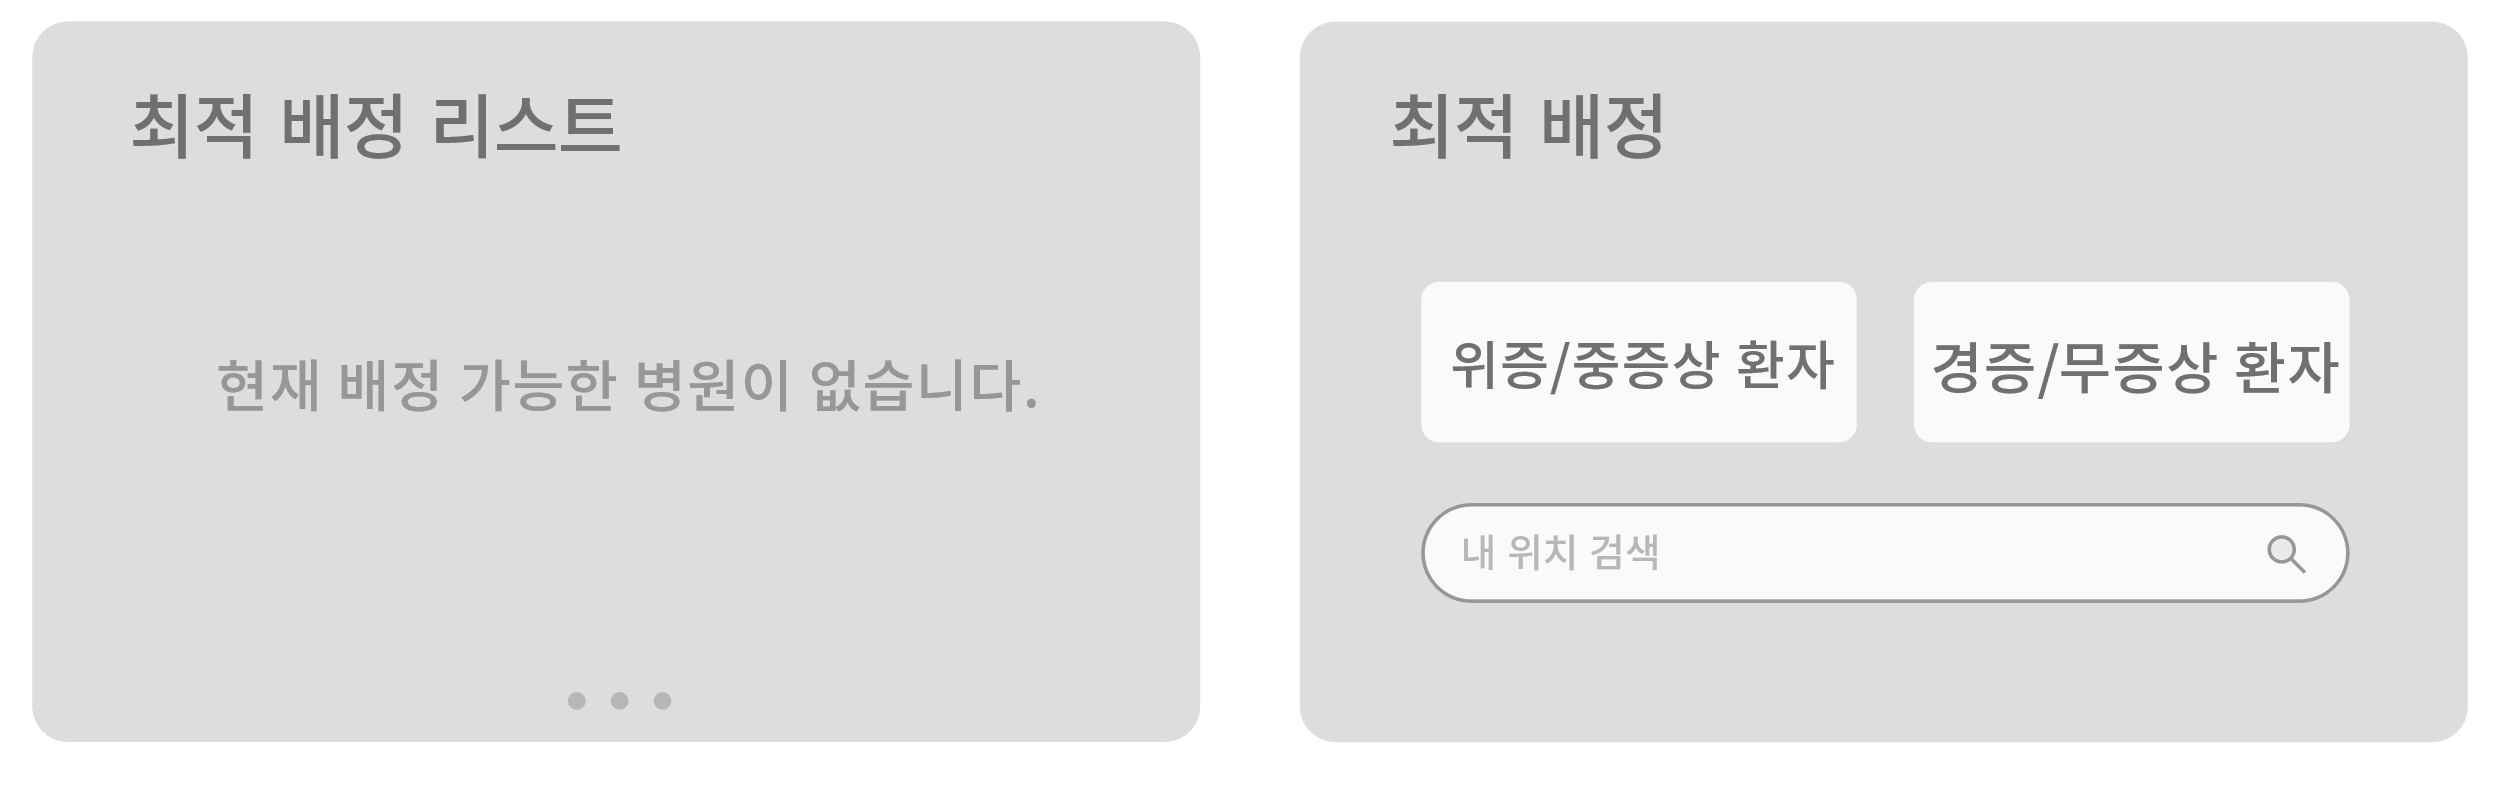 최적 배정 리스트
현재 배정 가능한 병원이 없습니다.
최적 배정
위중/중증상 환자
경증/무증상 환자
내 위치 검색